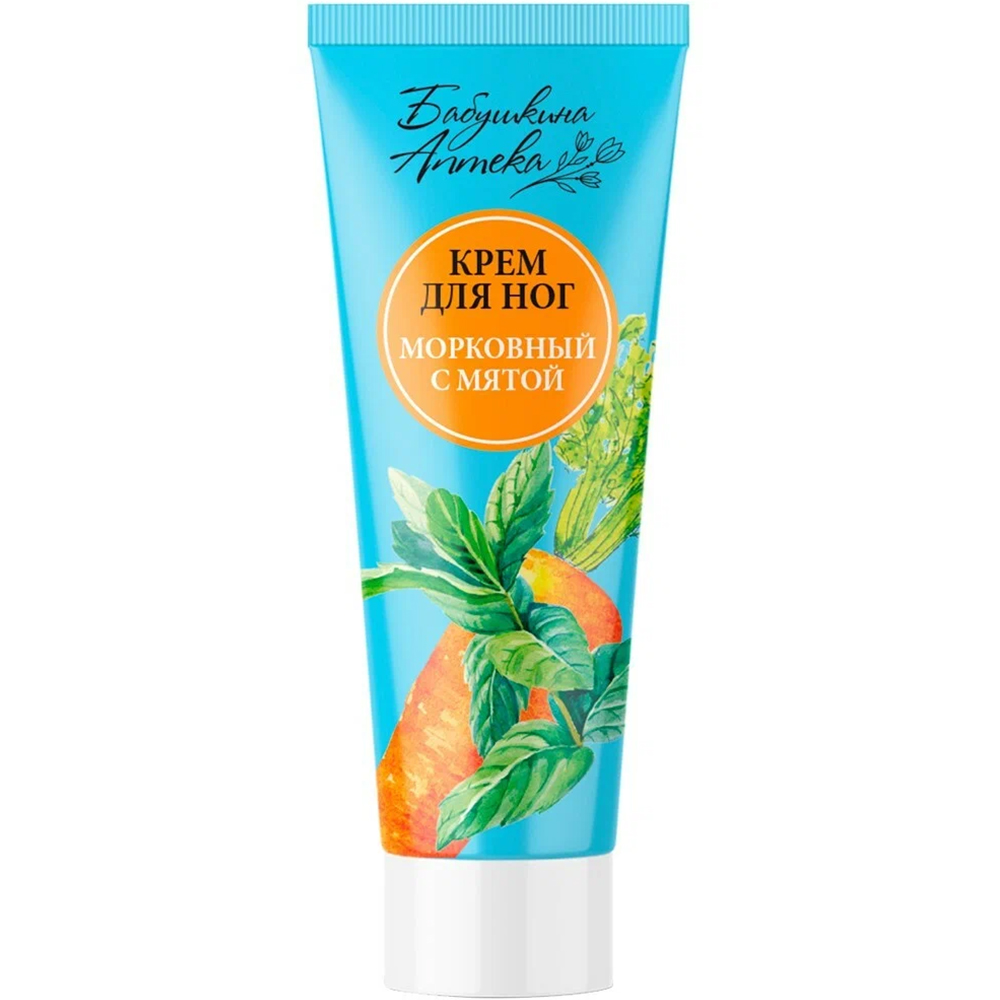 Бабушкина
Аптека
КРЕМ
ДЛЯ НОГ
МОРКОВНЫЙ
С МЯТОЙ